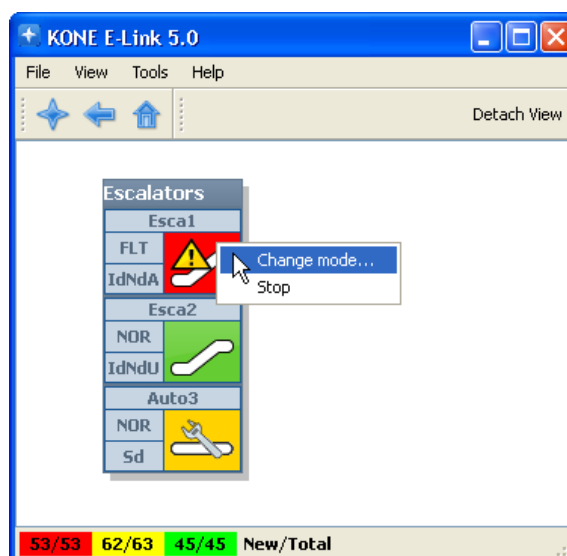 KONE E-Link 5.0
File View Tools Help
Detach View
Escalators
Esca1
FLT
IdNdA
Change mode...
Stop
Esca2
NOR
IdNdU
Auto3
NOR
Sd
53/53 62/63 45/45 New/Total